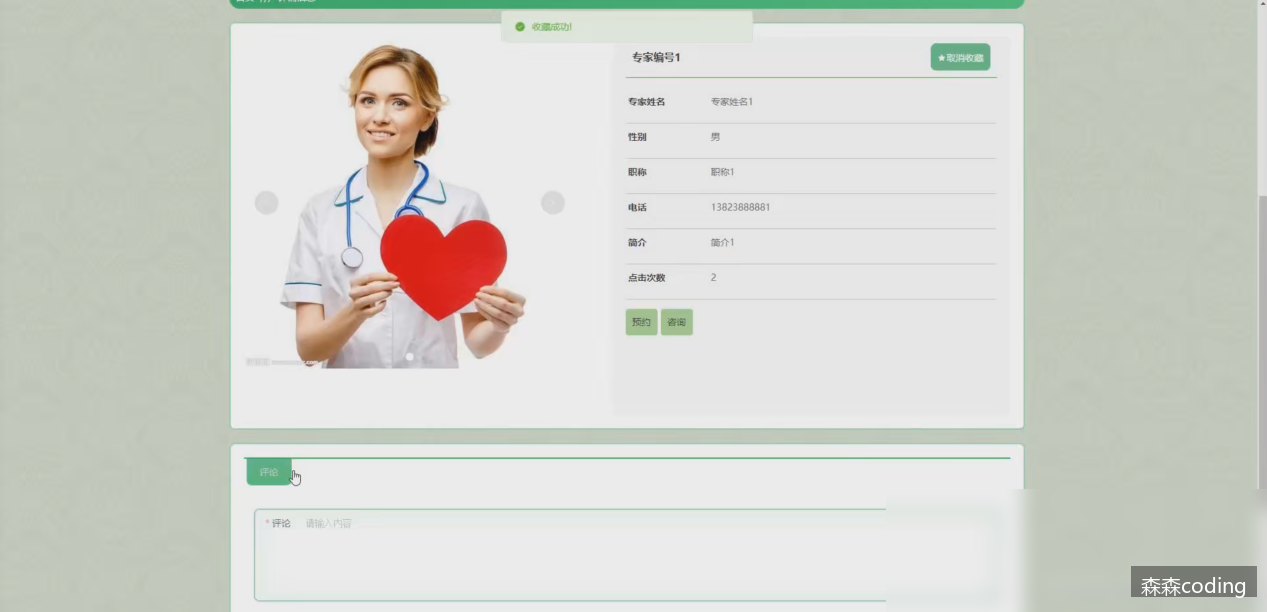 收藏成功!
专家编号1
★取消收藏
专家姓名 专家姓名1
性别 男
职称 职称1
电话 13823888881
简介 简介1
点击次数 2
预约 咨询
评论
* 评论 请输入内容
森森coding